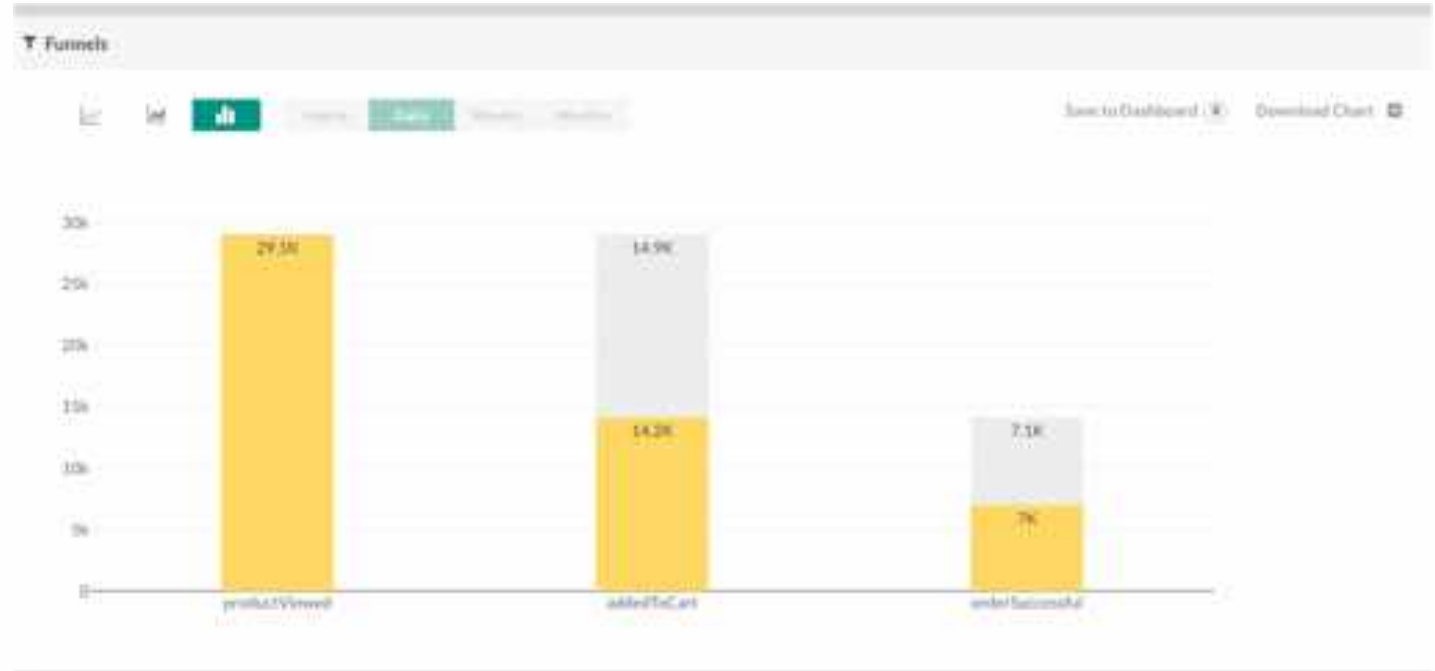 Funnels
Daily
Save to Dashboard Download Chart
30k
29.1K 14.9K
25k
20k
15k
14.2K 7.1K
10k
7K
5k
0
productViewed addedToCart orderSuccessful